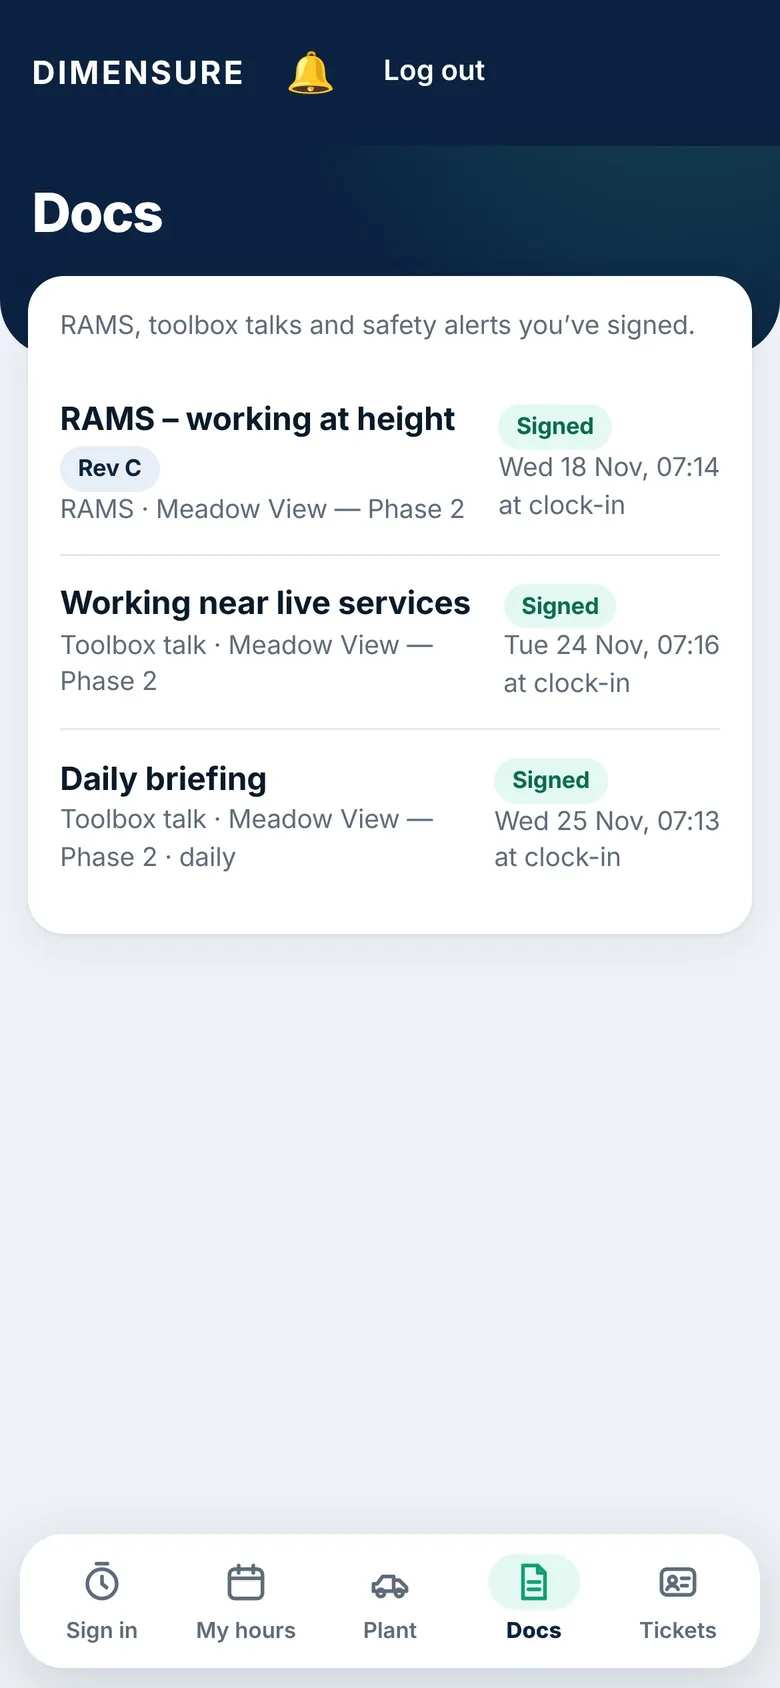 DIMENSURE 🔔 Log out
Docs
RAMS, toolbox talks and safety alerts you’ve signed.
RAMS – working at height
Rev C
RAMS · Meadow View — Phase 2
Signed
Wed 18 Nov, 07:14
at clock-in
Working near live services
Toolbox talk · Meadow View —
Phase 2
Signed
Tue 24 Nov, 07:16
at clock-in
Daily briefing
Toolbox talk · Meadow View —
Phase 2 · daily
Signed
Wed 25 Nov, 07:13
at clock-in
Sign in
My hours
Plant
Docs
Tickets